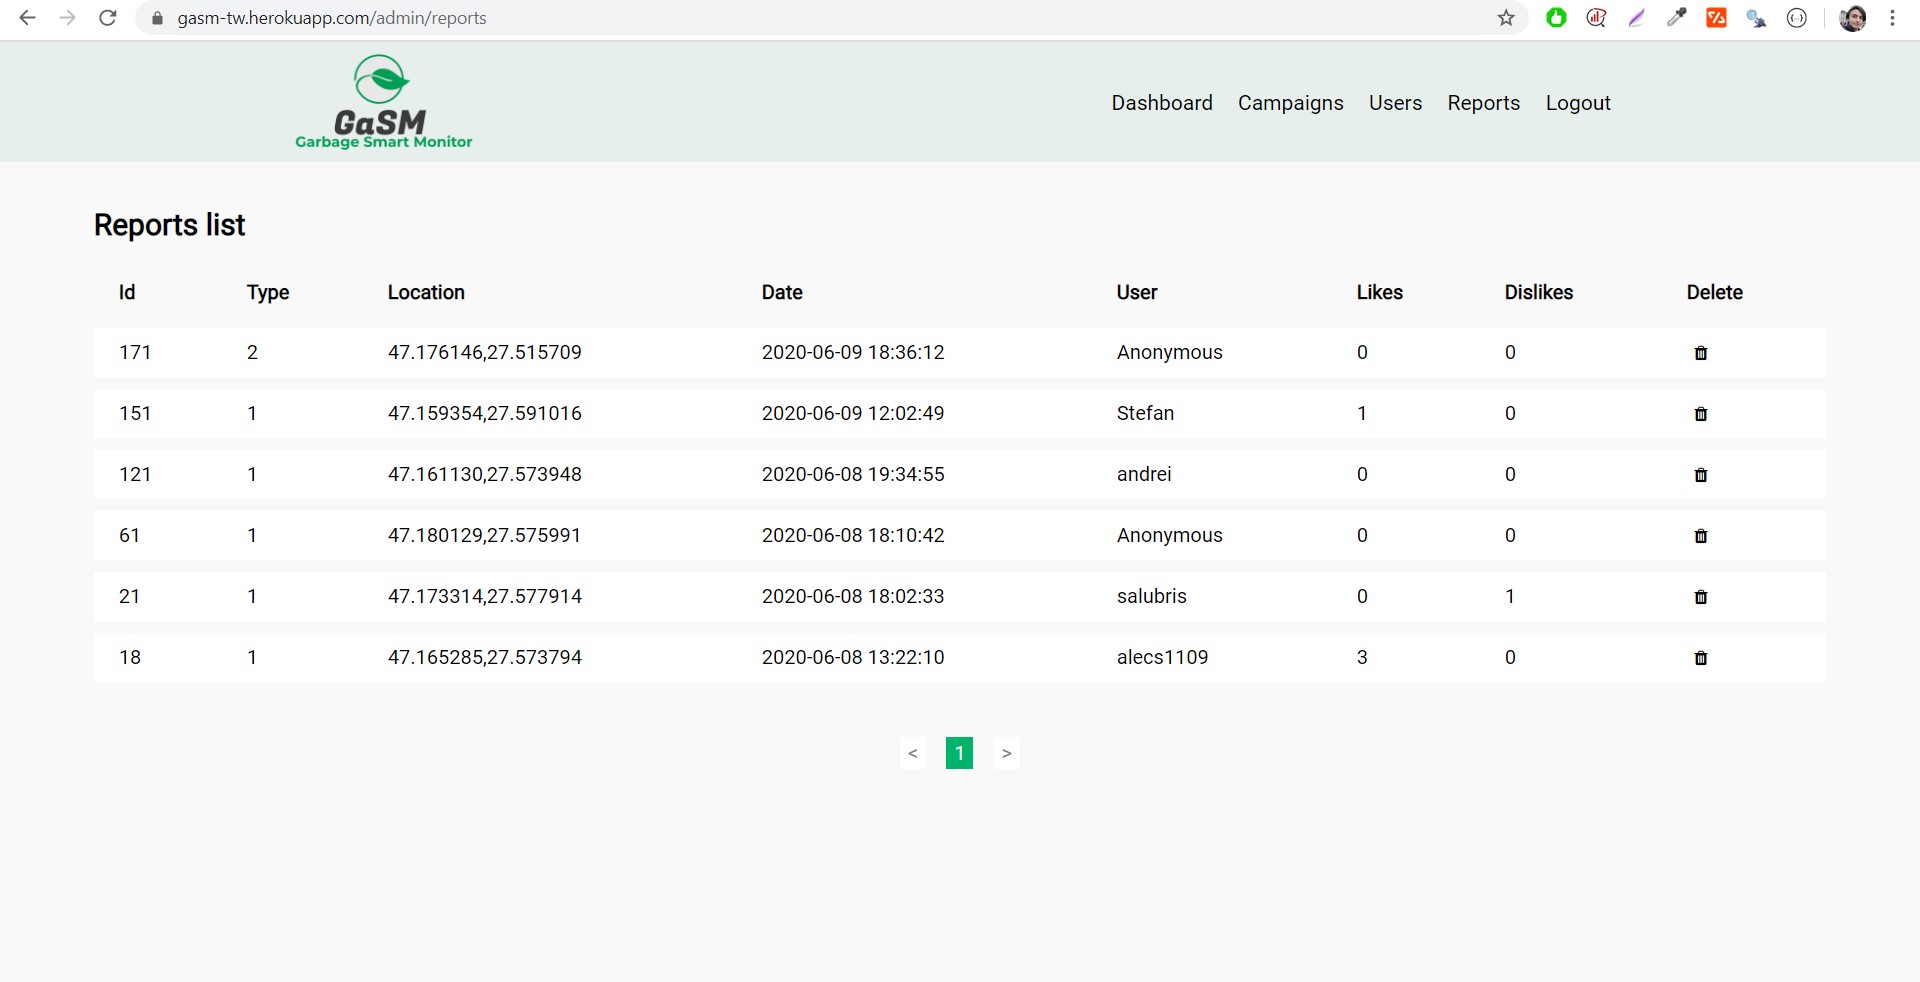 gasm-tw.herokuapp.com/admin/reports
GaSM
Garbage Smart Monitor
Dashboard Campaigns Users Reports Logout
Reports list
Id Type Location Date User Likes Dislikes Delete
171 2 47.176146,27.515709 2020-06-09 18:36:12 Anonymous 0 0
151 1 47.159354,27.591016 2020-06-09 12:02:49 Stefan 1 0
121 1 47.161130,27.573948 2020-06-08 19:34:55 andrei 0 0
61 1 47.180129,27.575991 2020-06-08 18:10:42 Anonymous 0 0
21 1 47.173314,27.577914 2020-06-08 18:02:33 salubris 0 1
18 1 47.165285,27.573794 2020-06-08 13:22:10 alecs1109 3 0
< 1 >